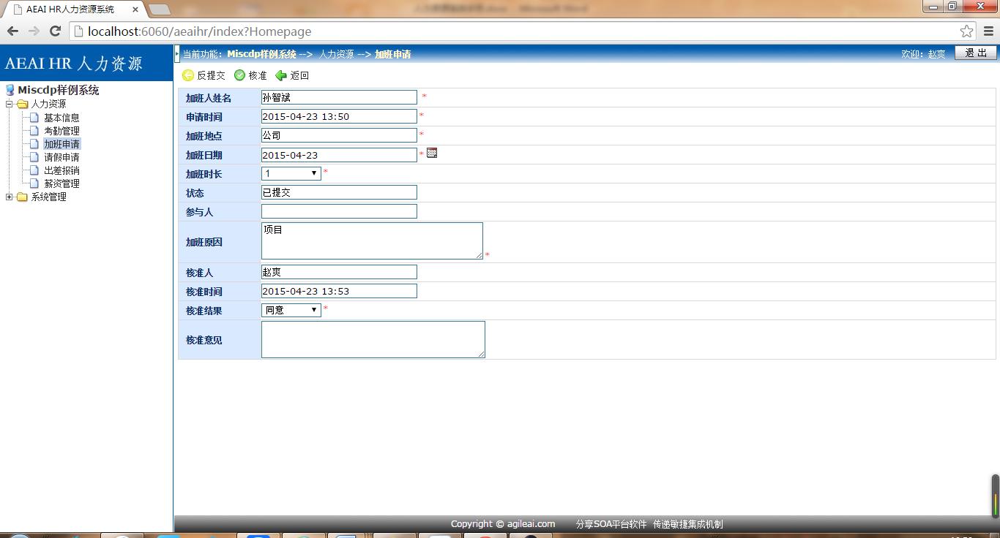 AEAI HR人力资源系统
localhost:6060/aeaihr/index?Homepage
AEAI HR 人力资源
当前功能: Miscdp样例系统 --> 人力资源 --> 加班申请
欢迎: 赵爽 退 出
Miscdp样例系统
人力资源
基本信息
考勤管理
加班申请
请假申请
出差报销
薪资管理
系统管理
反提交 核准 返回
加班人姓名 孙智斌 *
申请时间 2015-04-23 13:50 *
加班地点 公司 *
加班日期 2015-04-23 *
加班时长 1 *
状态 已提交
参与人
加班原因 项目 *
核准人 赵爽
核准时间 2015-04-23 13:53
核准结果 同意 *
核准意见
Copyright © agileai.com 分享SOA平台软件 传递敏捷集成机制